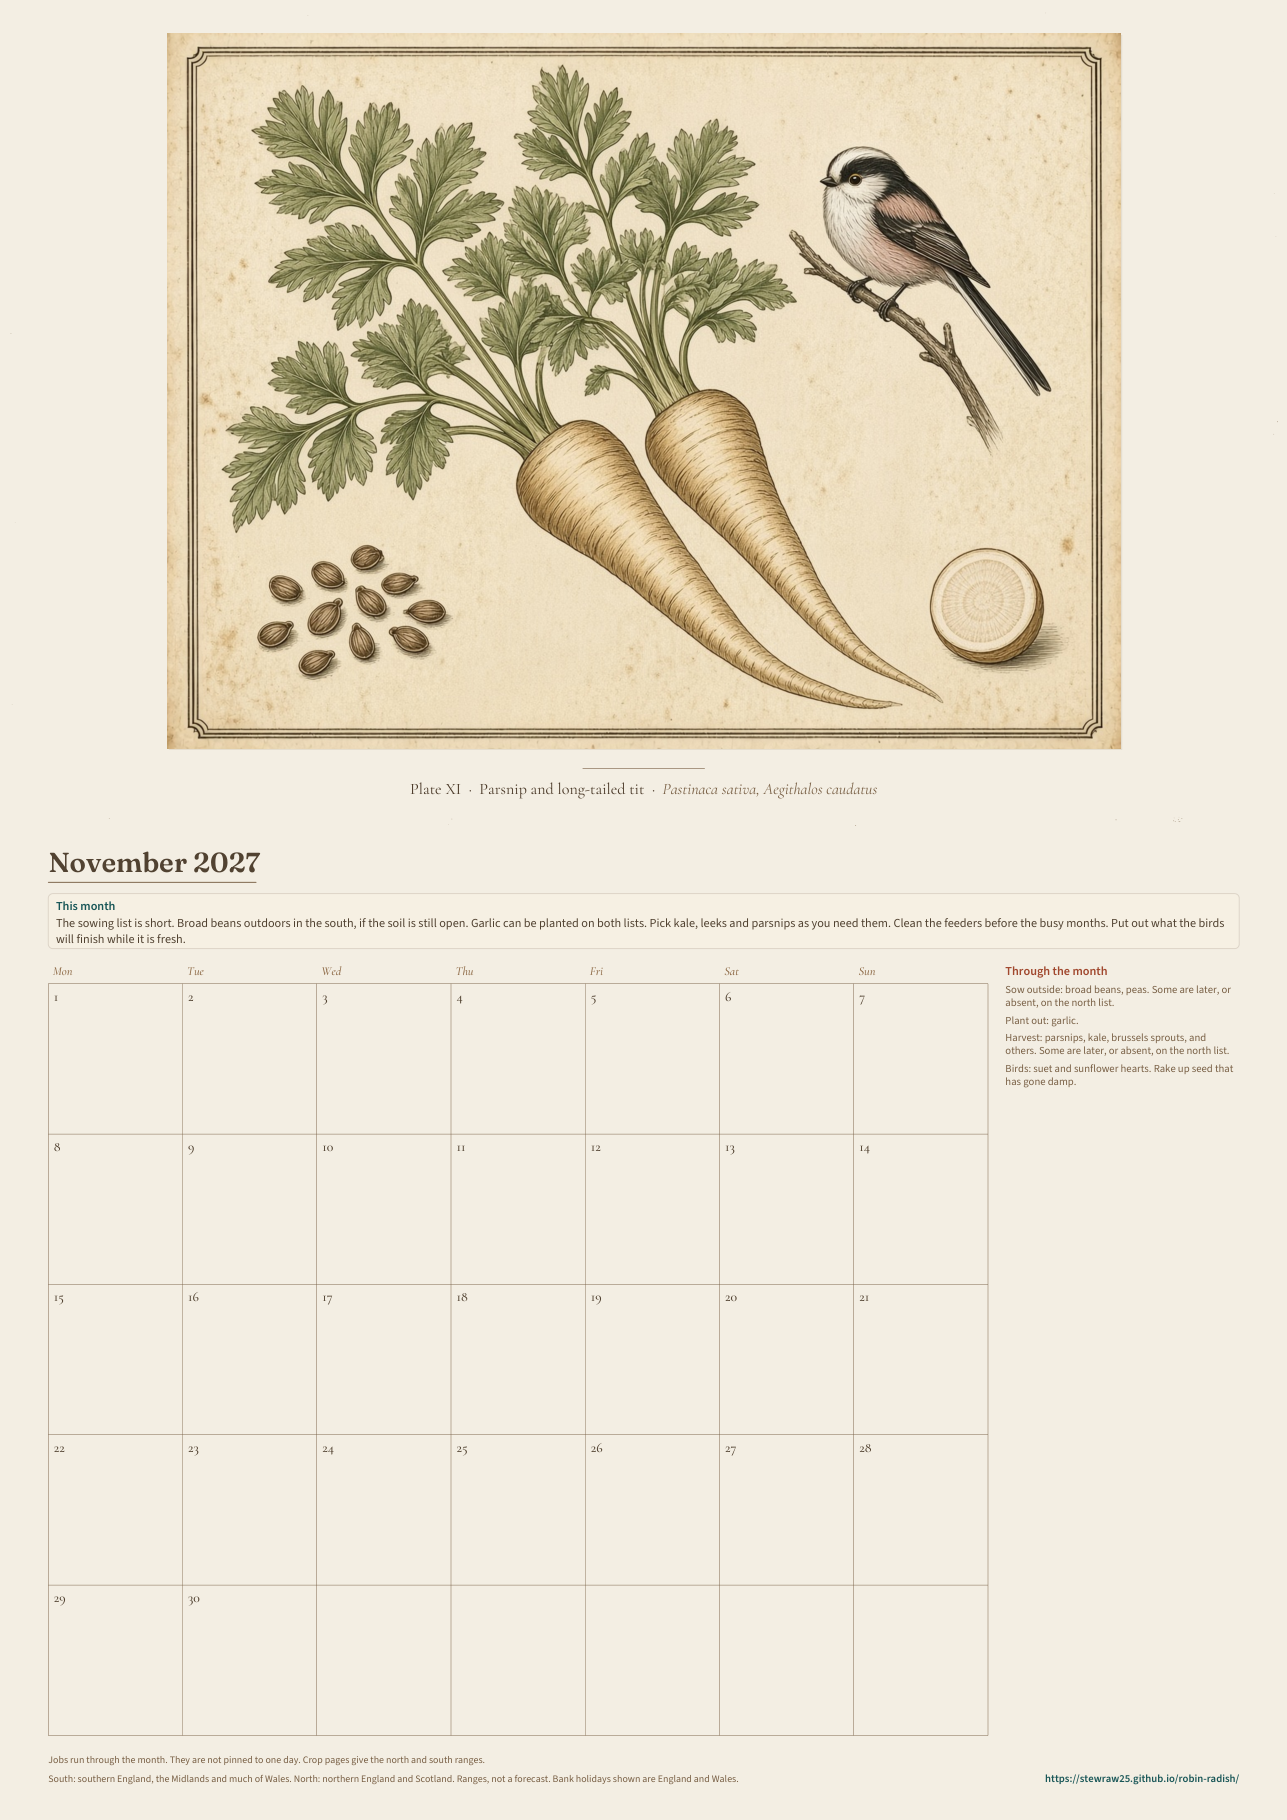 Plate XI · Parsnip and long-tailed tit · Pastinaca sativa, Aegithalos caudatus
November 2027
This month
The sowing list is short. Broad beans outdoors in the south, if the soil is still open. Garlic can be planted on both lists. Pick kale, leeks and parsnips as you need them. Clean the feeders before the busy months. Put out what the birds
will finish while it is fresh.
Mon Tue Wed Thu Fri Sat Sun
1 2 3 4 5 6 7
8 9 10 11 12 13 14
15 16 17 18 19 20 21
22 23 24 25 26 27 28
29 30
Through the month
Sow outside: broad beans, peas. Some are later, or
absent, on the north list.
Plant out: garlic.
Harvest: parsnips, kale, brussels sprouts, and
others. Some are later, or absent, on the north list.
Birds: suet and sunflower hearts. Rake up seed that
has gone damp.
Jobs run through the month. They are not pinned to one day. Crop pages give the north and south ranges.
South: southern England, the Midlands and much of Wales. North: northern England and Scotland. Ranges, not a forecast. Bank holidays shown are England and Wales.
https://stewraw25.github.io/robin-radish/